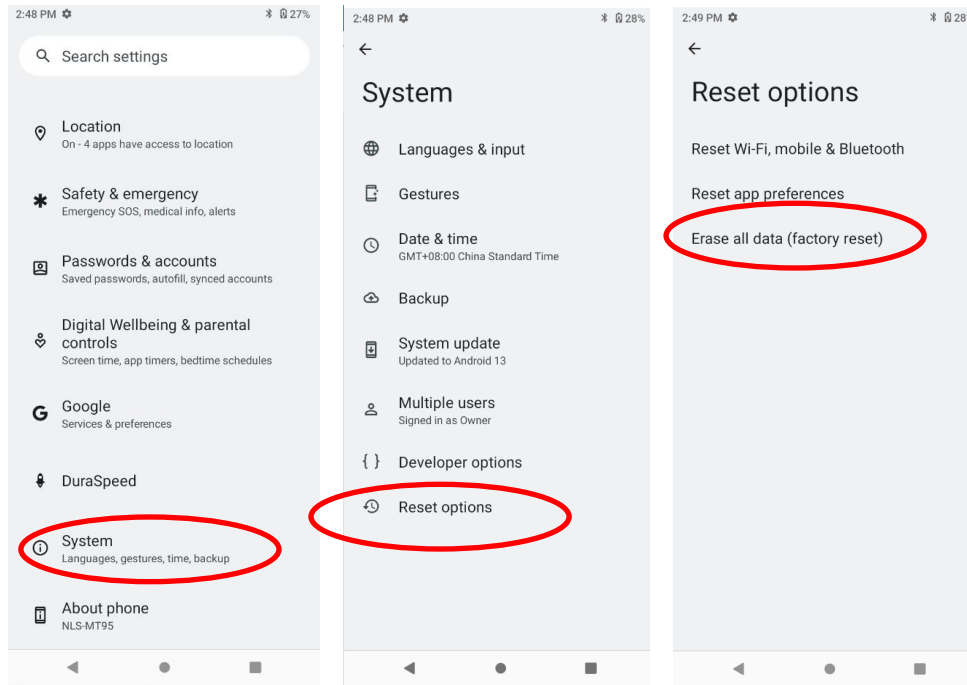 2:48 PM 27%
Search settings
Location
On - 4 apps have access to location
Safety & emergency
Emergency SOS, medical info, alerts
Passwords & accounts
Saved passwords, autofill, synced accounts
Digital Wellbeing & parental
controls
Screen time, app timers, bedtime schedules
G Google
Services & preferences
DuraSpeed
System
Languages, gestures, time, backup
About phone
NLS-MT95
2:48 PM 28%
System
Languages & input
Gestures
Date & time
GMT+08:00 China Standard Time
Backup
System update
Updated to Android 13
Multiple users
Signed in as Owner
{ } Developer options
Reset options
2:49 PM 28%
Reset options
Reset Wi-Fi, mobile & Bluetooth
Reset app preferences
Erase all data (factory reset)